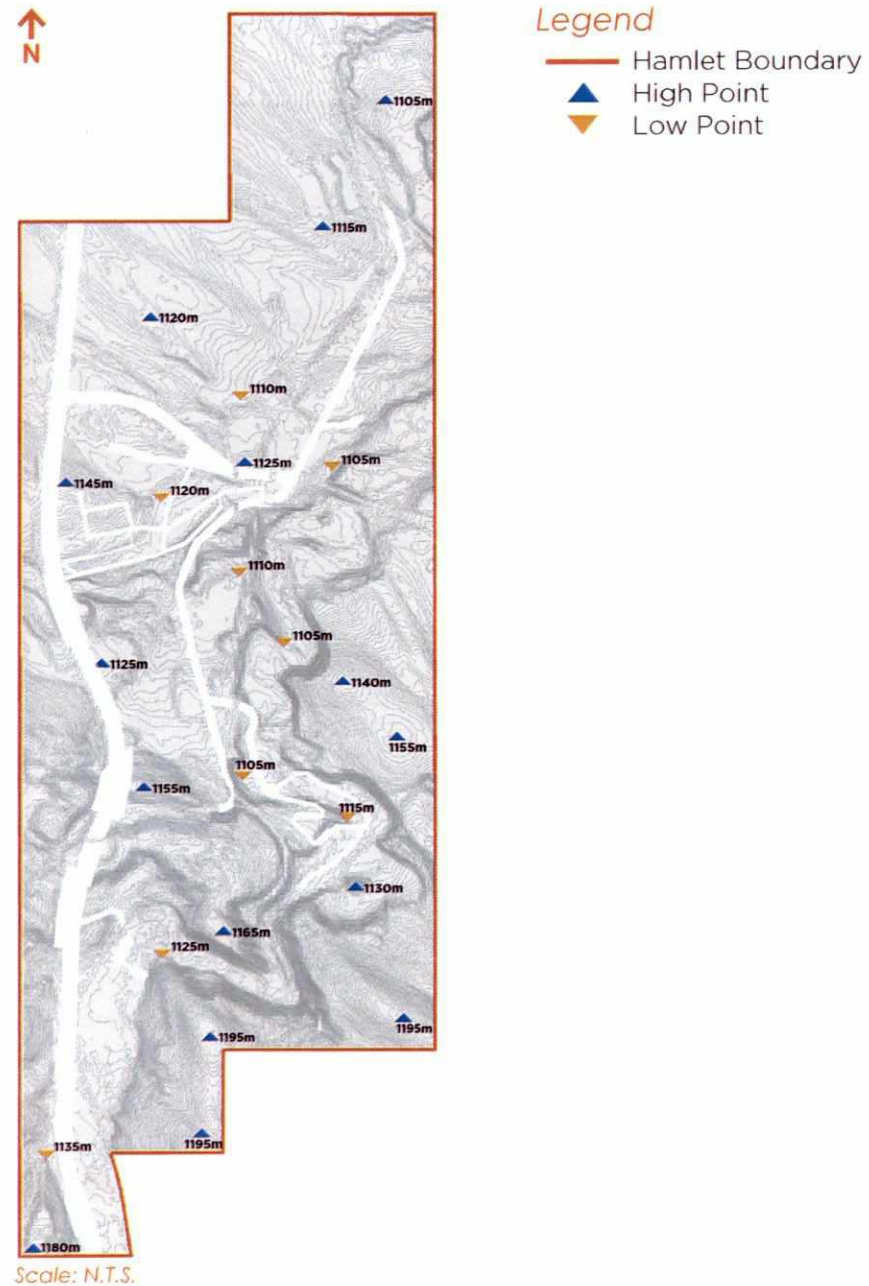 N
Legend
Hamlet Boundary
High Point
Low Point
1105m
1115m
1120m
1110m
1125m
1105m
1145m
1120m
1110m
1105m
1125m
1140m
1155m
1105m
1155m
1115m
1130m
1165m
1125m
1195m
1195m
1195m
1135m
1180m
Scale: N.T.S.